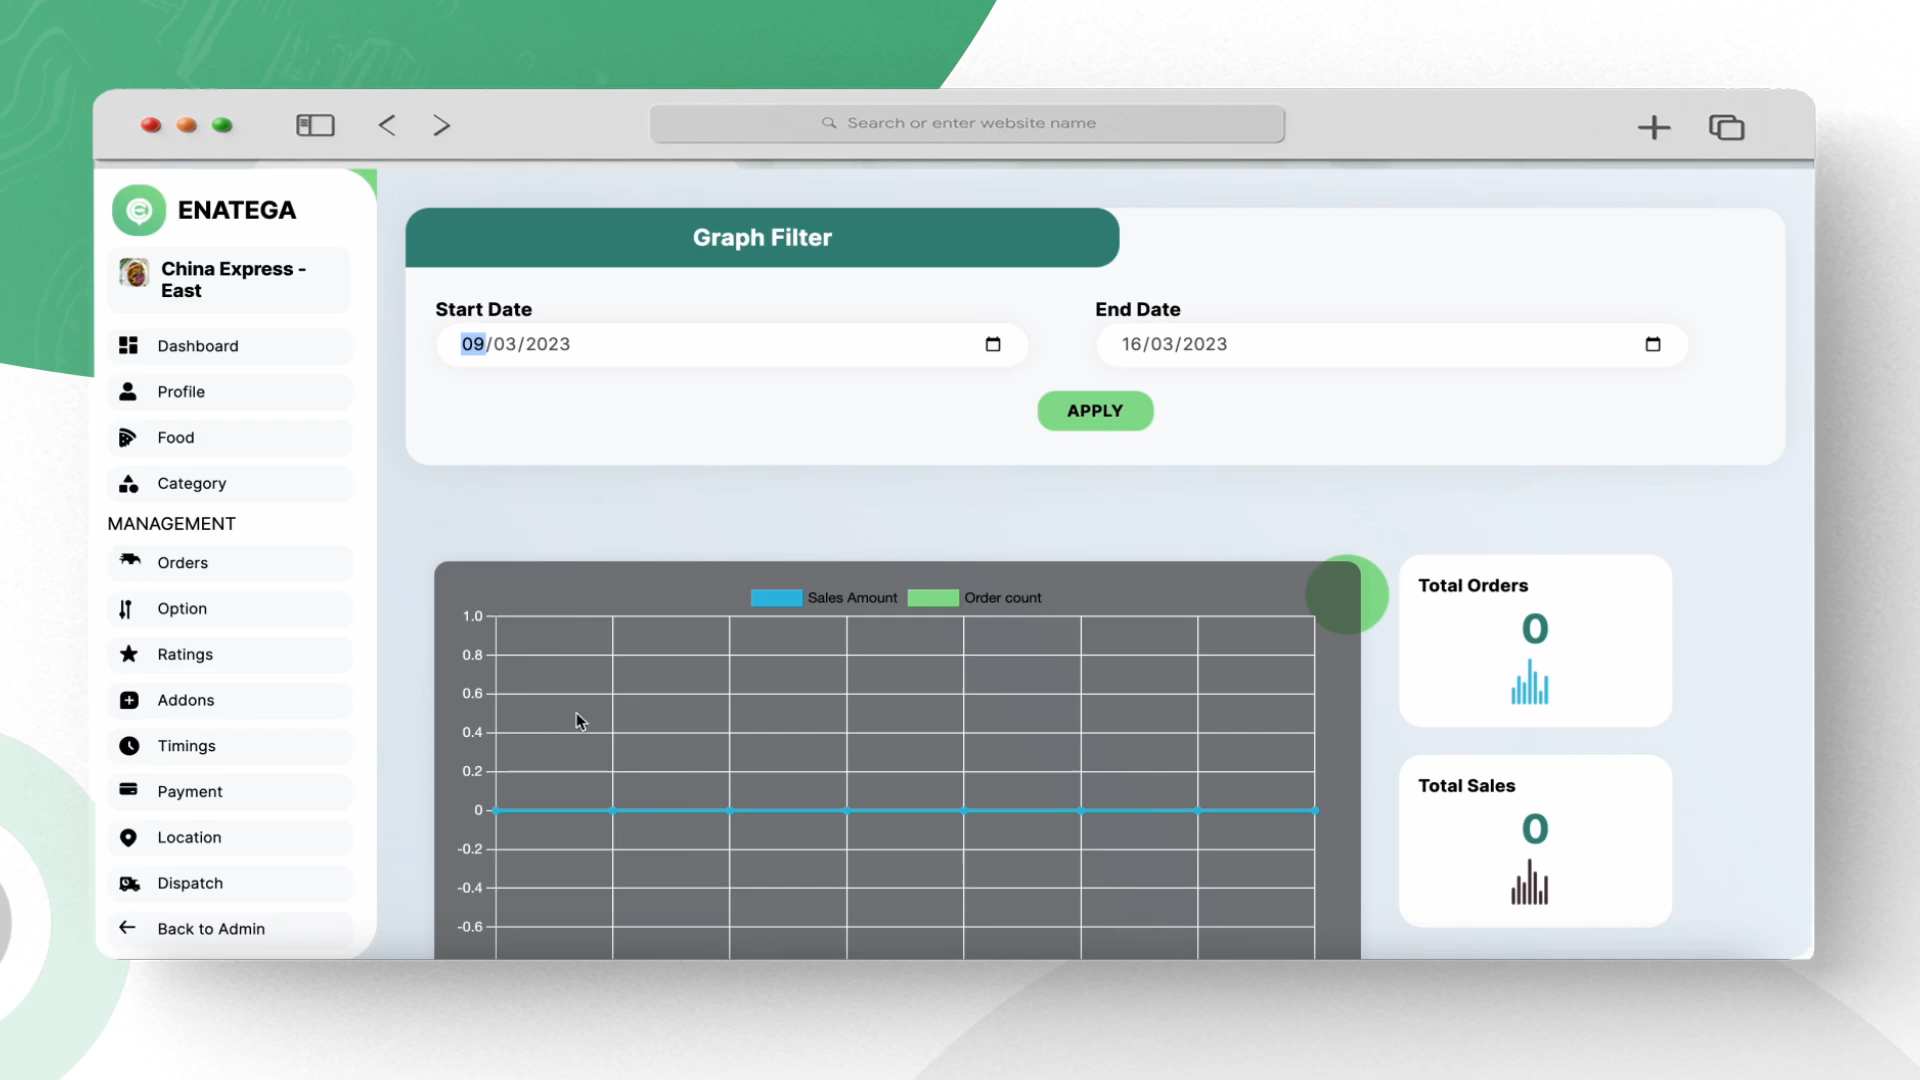 Search or enter website name
ENATEGA
China Express -
East
Dashboard
Profile
Food
Category
MANAGEMENT
Orders
Option
Ratings
Addons
Timings
Payment
Location
Dispatch
Back to Admin
Graph Filter
Start Date
09/03/2023
End Date
16/03/2023
APPLY
Sales Amount
Order count
1.0
0.8
0.6
0.4
0.2
0
-0.2
-0.4
-0.6
Total Orders
0
Total Sales
0